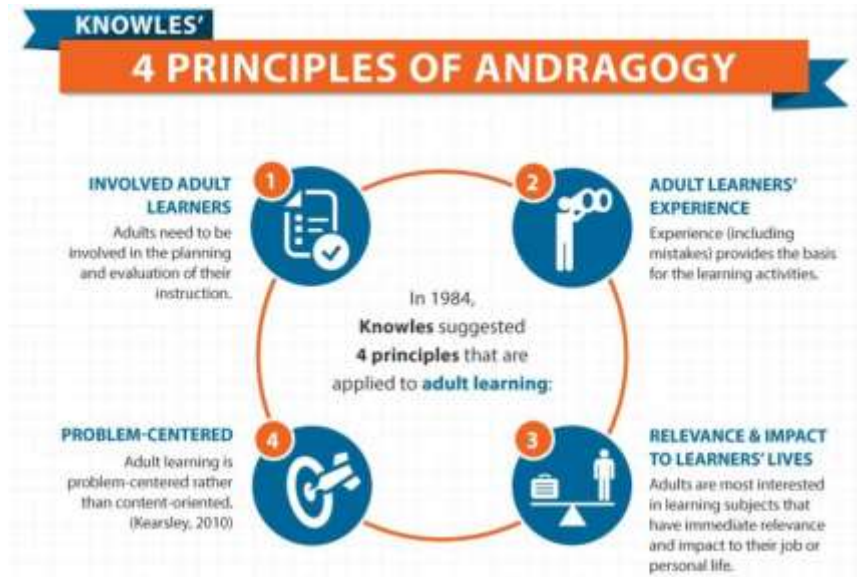 KNOWLES'
4 PRINCIPLES OF ANDRAGOGY
1
INVOLVED ADULT
LEARNERS
Adults need to be
involved in the planning
and evaluation of their
instruction.
2
ADULT LEARNERS'
EXPERIENCE
Experience (including
mistakes) provides the basis
for the learning activities.
In 1984,
Knowles suggested
4 principles that are
applied to adult learning:
3
RELEVANCE & IMPACT
TO LEARNERS' LIVES
Adults are most interested
in learning subjects that
have immediate relevance
and impact to their job or
personal life.
4
PROBLEM-CENTERED
Adult learning is
problem-centered rather
than content-oriented.
(Kearsley, 2010)